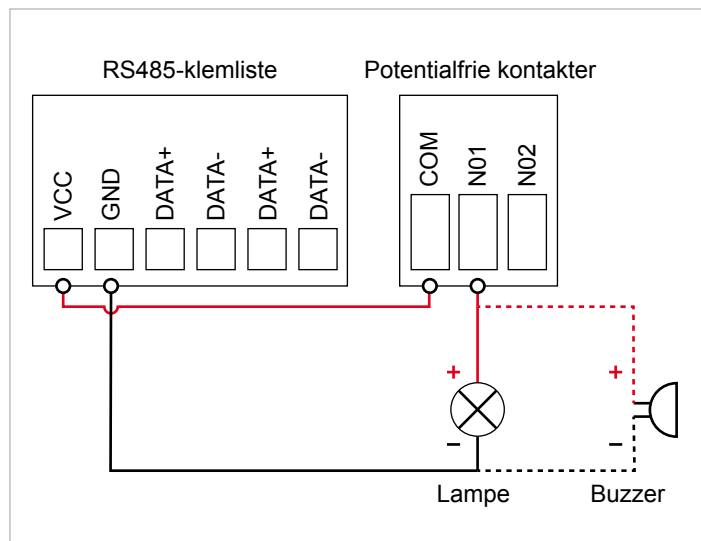 RS485-klemliste
Potentialfrie kontakter
VCC
GND
DATA+
DATA-
DATA+
DATA-
COM
N01
N02
+
+
−
−
Lampe
Buzzer